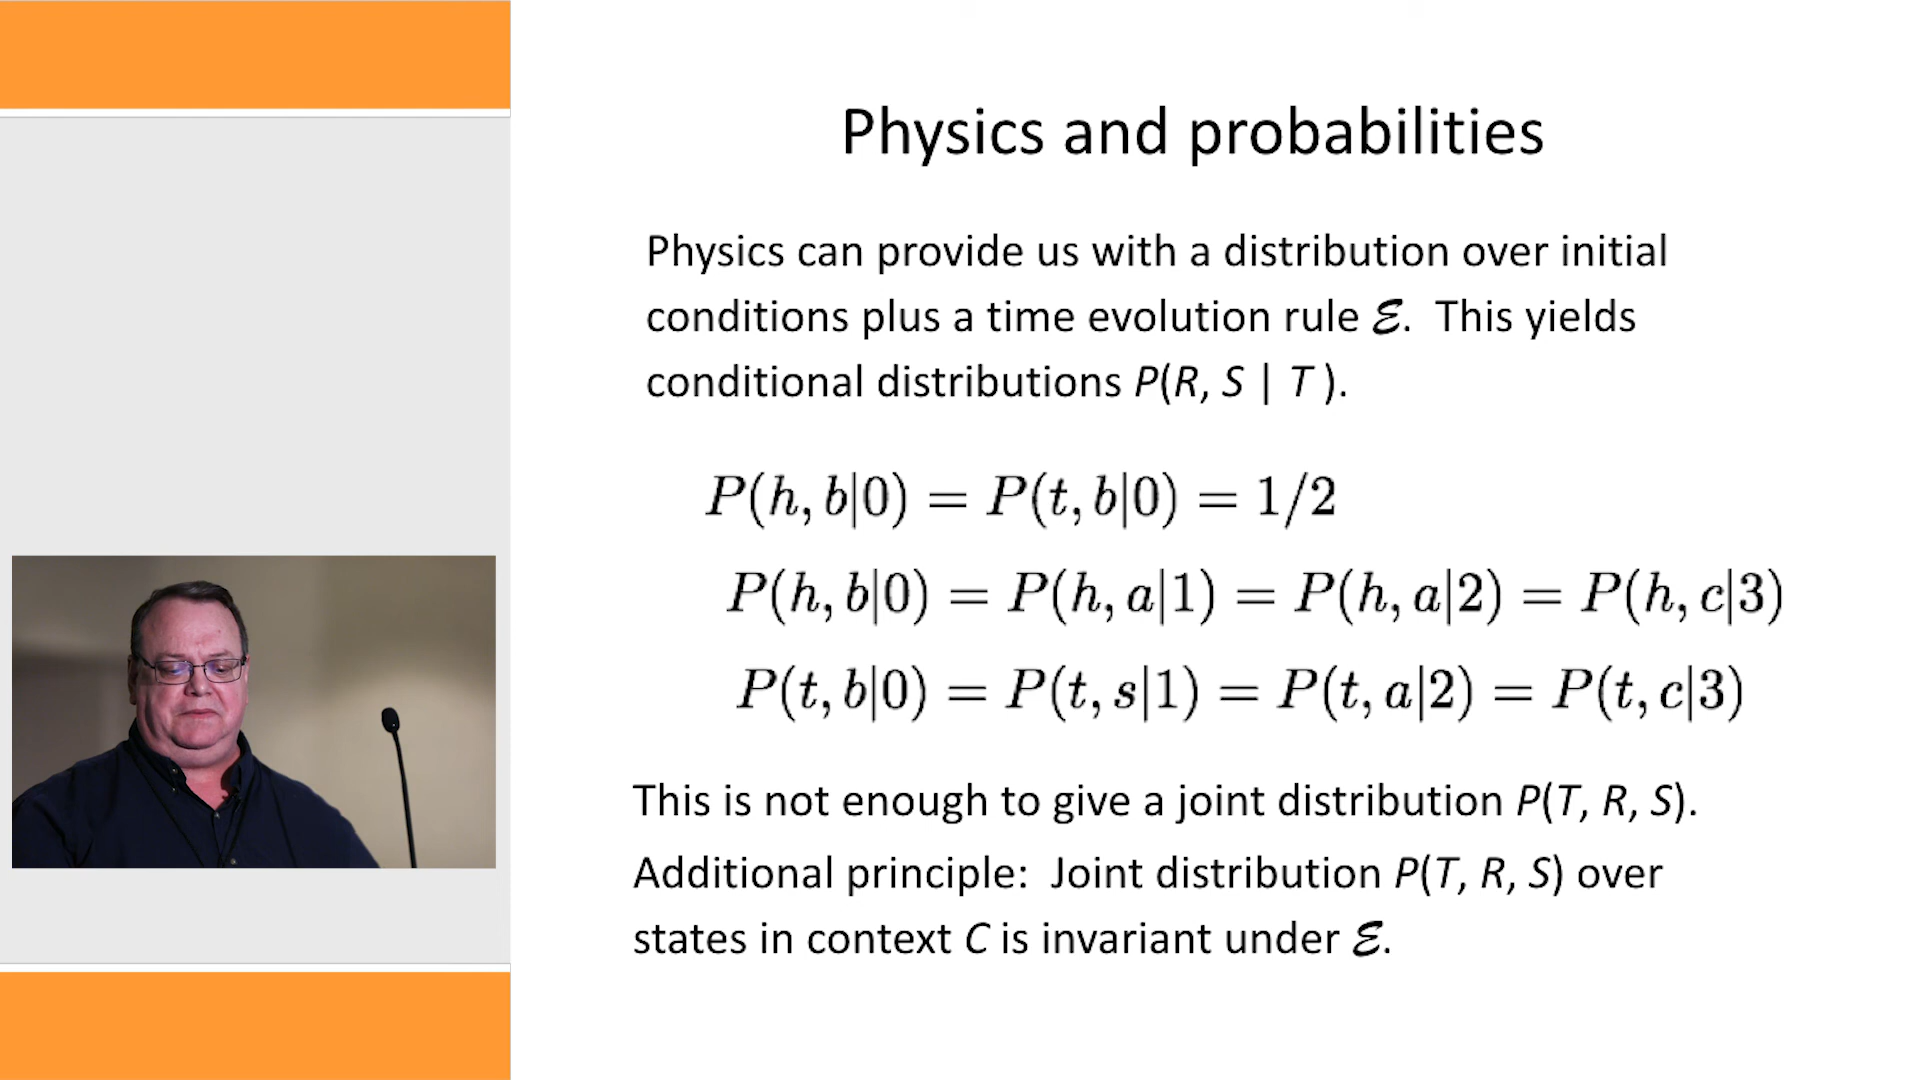 Physics and probabilities
Physics can provide us with a distribution over initial
conditions plus a time evolution rule ℰ. This yields
conditional distributions P(R, S | T ).
P(h, b|0) = P(t, b|0) = 1/2
P(h, b|0) = P(h, a|1) = P(h, a|2) = P(h, c|3)
P(t, b|0) = P(t, s|1) = P(t, a|2) = P(t, c|3)
This is not enough to give a joint distribution P(T, R, S).
Additional principle: Joint distribution P(T, R, S) over
states in context C is invariant under ℰ.